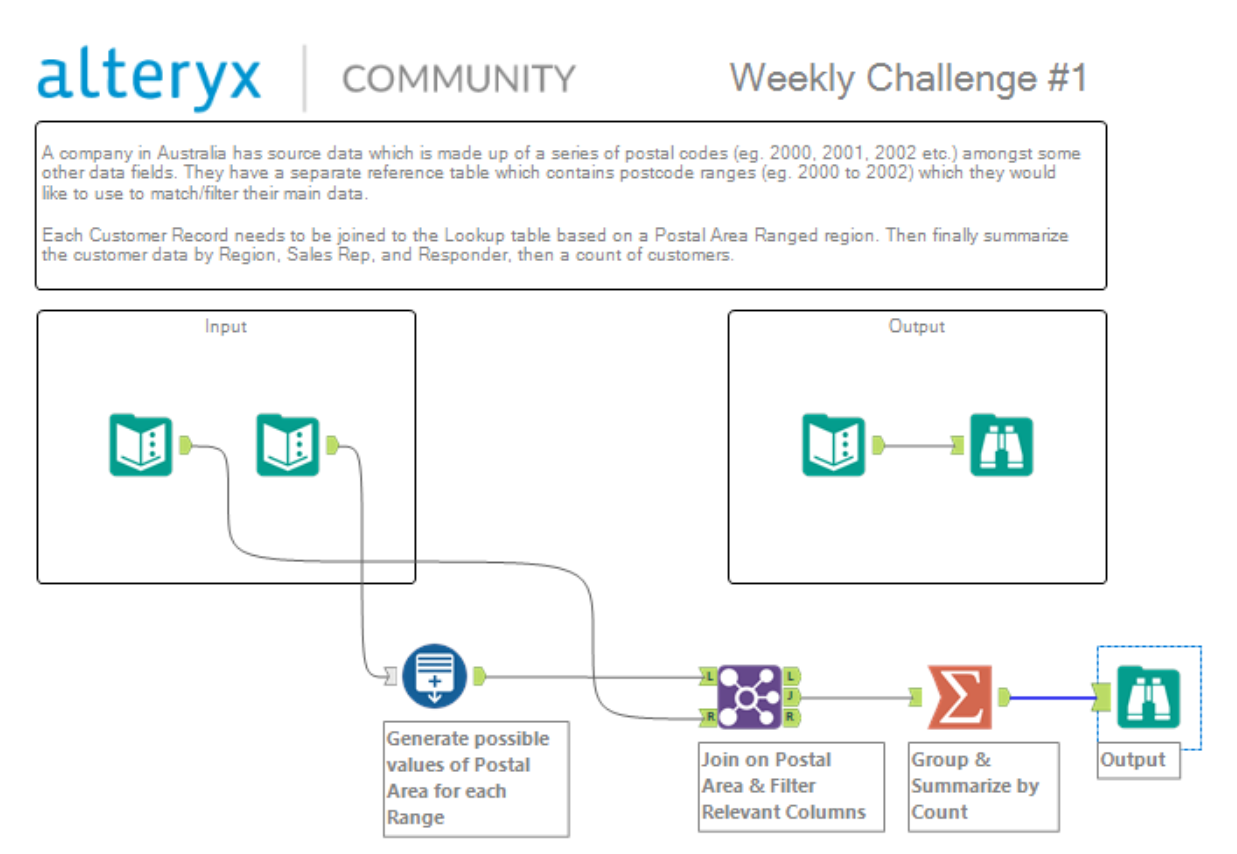 alteryx COMMUNITY Weekly Challenge #1
A company in Australia has source data which is made up of a series of postal codes (eg. 2000, 2001, 2002 etc.) amongst some
other data fields. They have a separate reference table which contains postcode ranges (eg. 2000 to 2002) which they would
like to use to match/filter their main data.
Each Customer Record needs to be joined to the Lookup table based on a Postal Area Ranged region. Then finally summarize
the customer data by Region, Sales Rep, and Responder, then a count of customers.
Input
Output
L
R
L
J
R
Generate possible
values of Postal
Area for each
Range
Join on Postal
Area & Filter
Relevant Columns
Group &
Summarize by
Count
Output